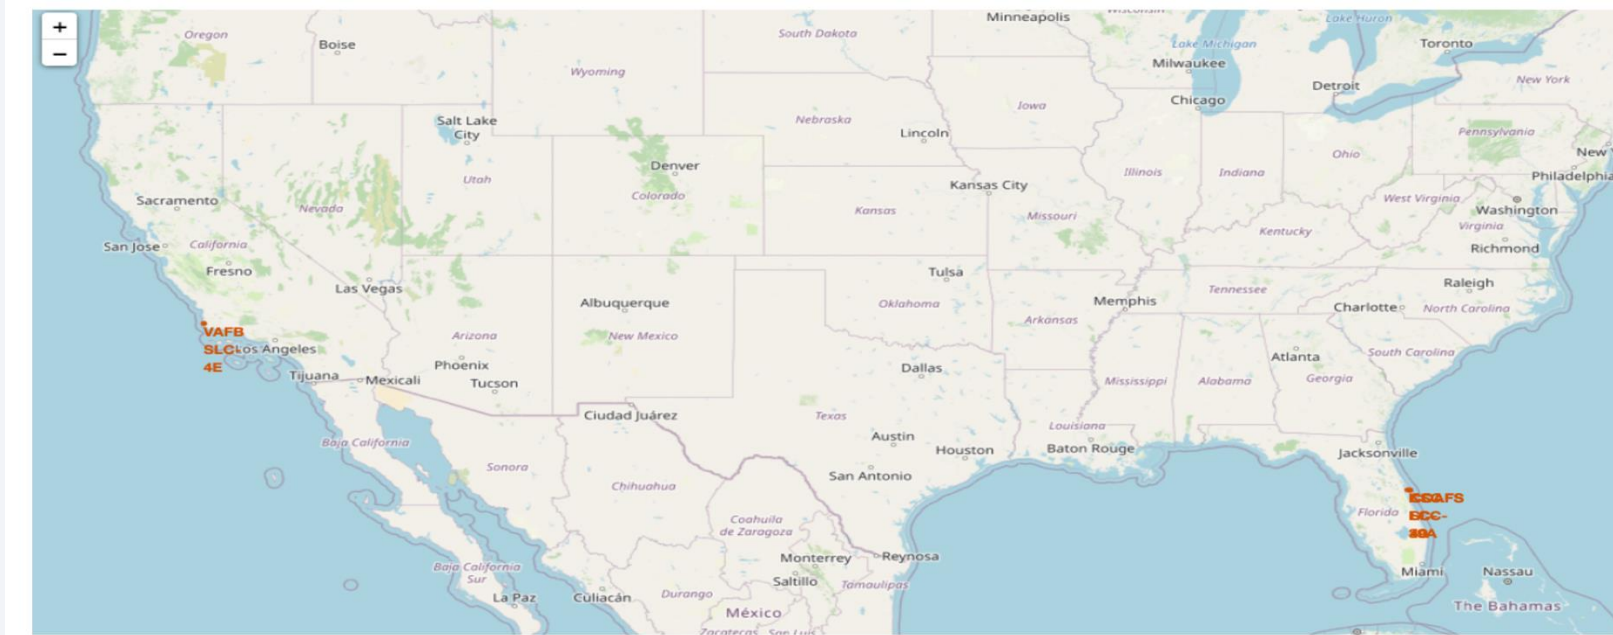 +
−
Oregon
Boise
Wyoming
South Dakota
Minneapolis
Lake Michigan
Milwaukee
Lake Huron
Toronto
Detroit
Chicago
New York
Iowa
Nebraska
Lincoln
Salt Lake
City
Pennsylvania
New
Ohio
Philadelphia
Denver
Colorado
Utah
Illinois
Indiana
Kansas City
Missouri
Kansas
West Virginia
Washington
Virginia
Richmond
Sacramento
Nevada
San Jose
California
Fresno
Kentucky
Las Vegas
Tulsa
Raleigh
Albuquerque
Oklahoma
Memphis
Tennessee
Charlotte
North Carolina
VAFB
SLC-
4E
Los Angeles
Arizona
New Mexico
Arkansas
South Carolina
Atlanta
Phoenix
Tucson
Dallas
Tijuana
Mexicali
Mississippi
Alabama
Georgia
Ciudad Juárez
Texas
Louisiana
Baja California
Austin
Houston
Baton Rouge
Jacksonville
Sonora
San Antonio
Chihuahua
Florida
Coahuila
de Zaragoza
Monterrey
Reynosa
Baja California
Sur
Saltillo
Tamaulipas
Miami
Nassau
La Paz
Culiacán
Durango
México
The Bahamas
Zacatecas
San Luis